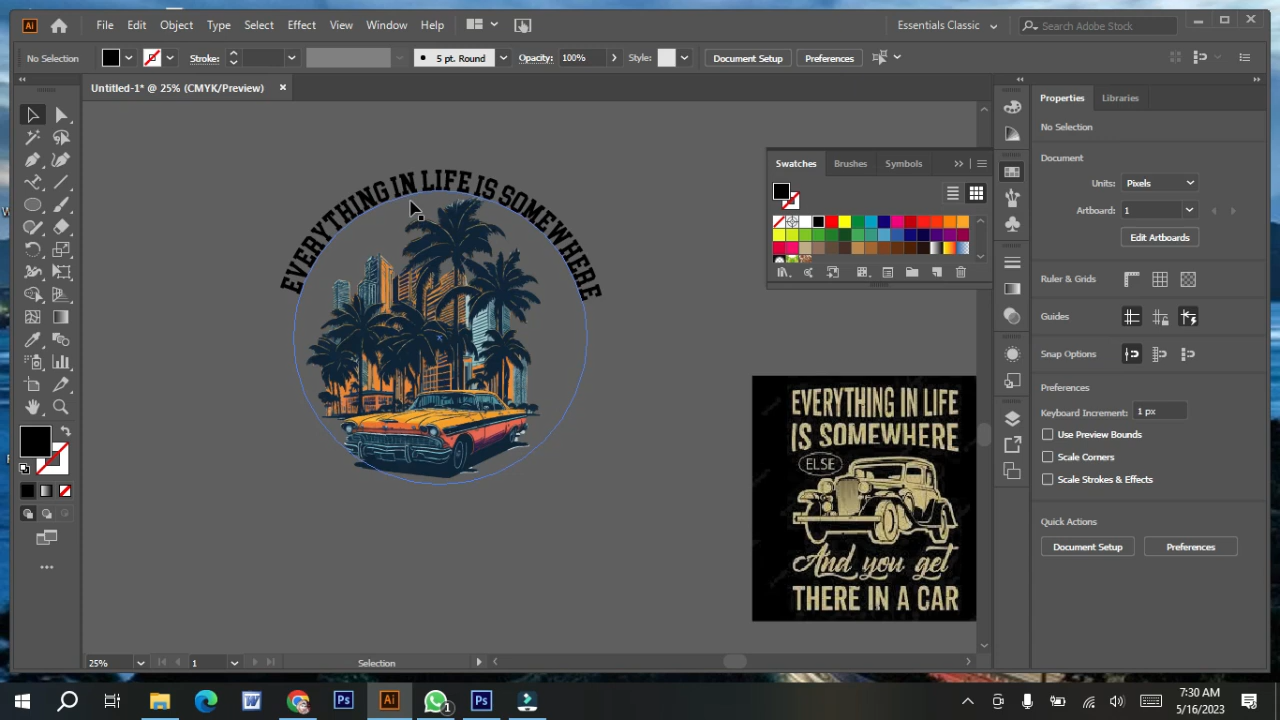 Ai File Edit Object Type Select Effect View Window Help Essentials Classic Search Adobe Stock
No Selection Stroke: 5 pt. Round Opacity: 100% Style: Document Setup Preferences
Untitled-1* @ 25% (CMYK/Preview)
Properties Libraries
No Selection
Document
Units: Pixels
Artboard: 1
Edit Artboards
Ruler & Grids
Guides
Snap Options
Preferences
Keyboard Increment: 1 px
Use Preview Bounds
Scale Corners
Scale Strokes & Effects
Quick Actions
Document Setup Preferences
Swatches Brushes Symbols
EVERYTHING IN LIFE IS SOMEWHERE
EVERYTHING IN LIFE
IS SOMEWHERE
ELSE
And you get
THERE IN A CAR
25% 1 Selection
W Ps Ai 1 Ps
7:30 AM
5/16/2023